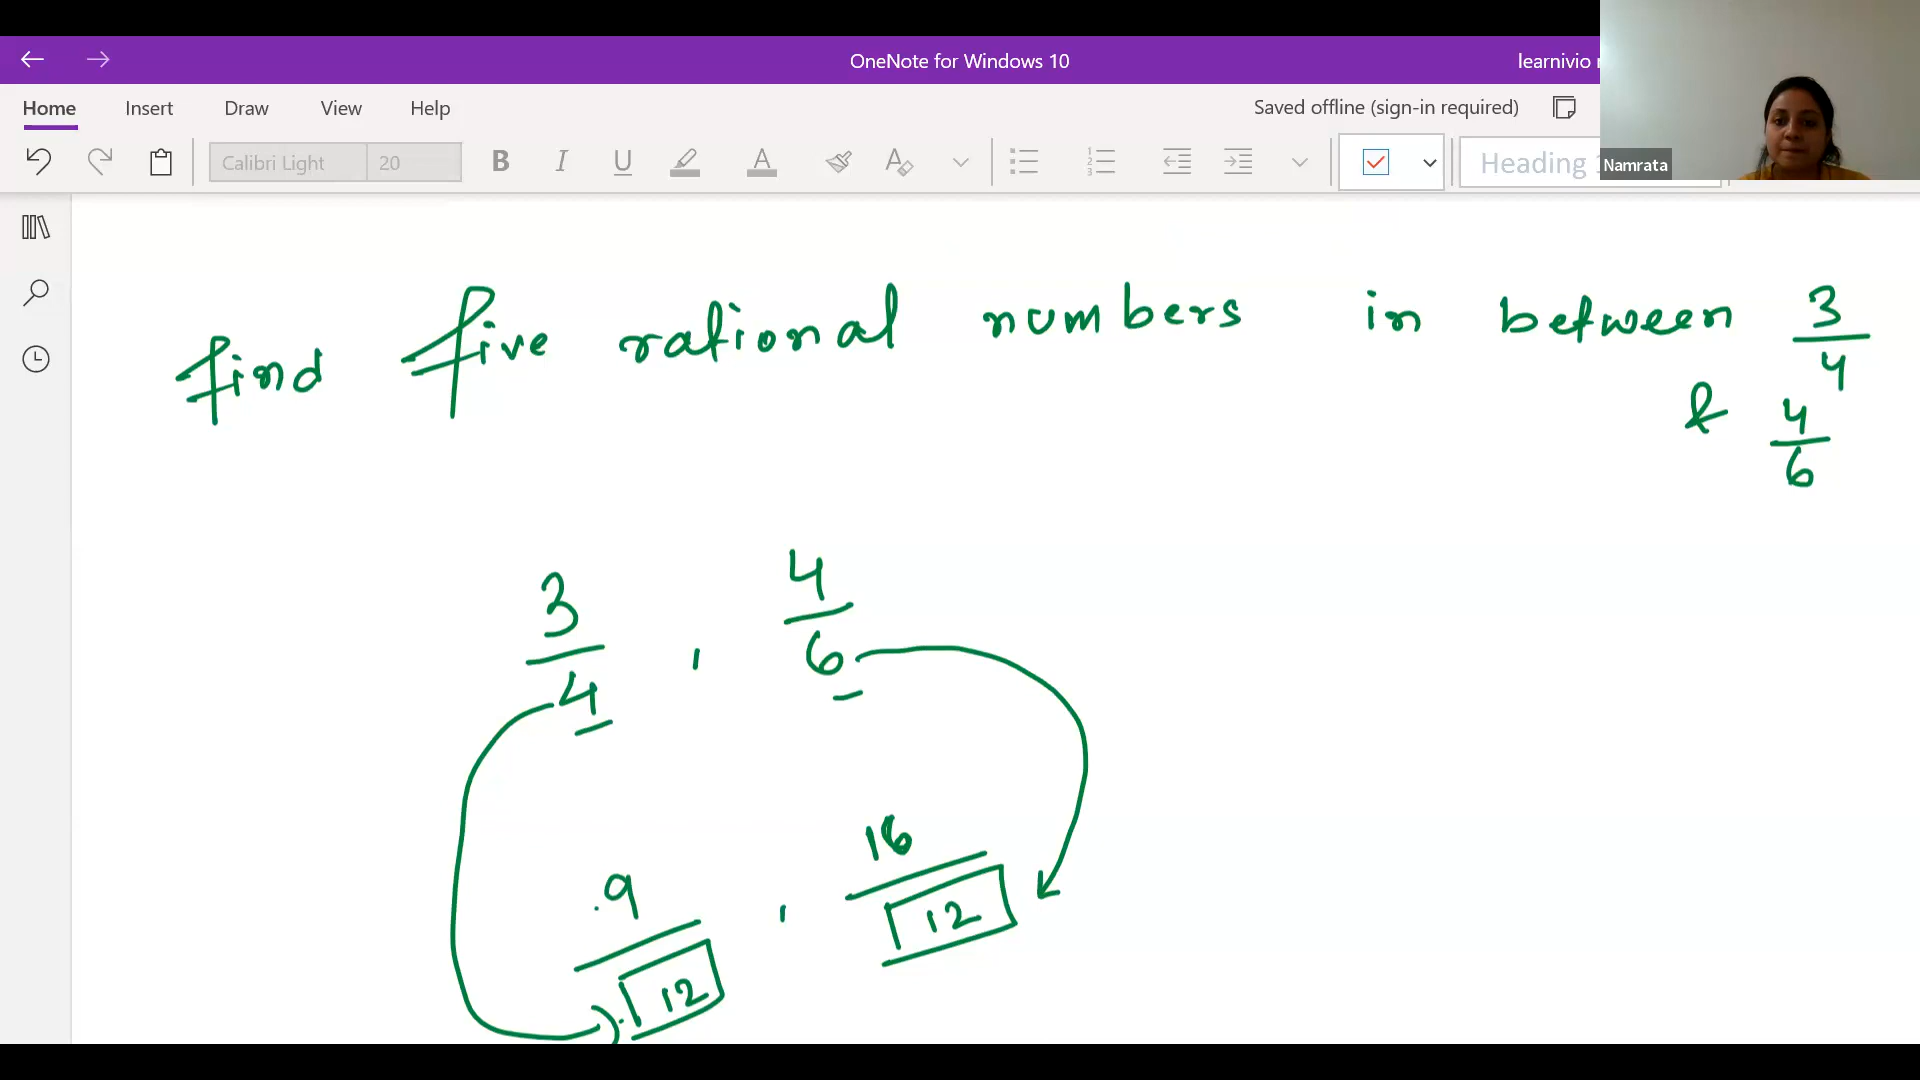 OneNote for Windows 10
learnivio
Home Insert Draw View Help
Saved offline (sign-in required)
Calibri Light 20 B I U A A Heading
Namrata
find five rational numbers in between 3/4
& 4/6
3/4 , 4/6
9/12 , 16/12